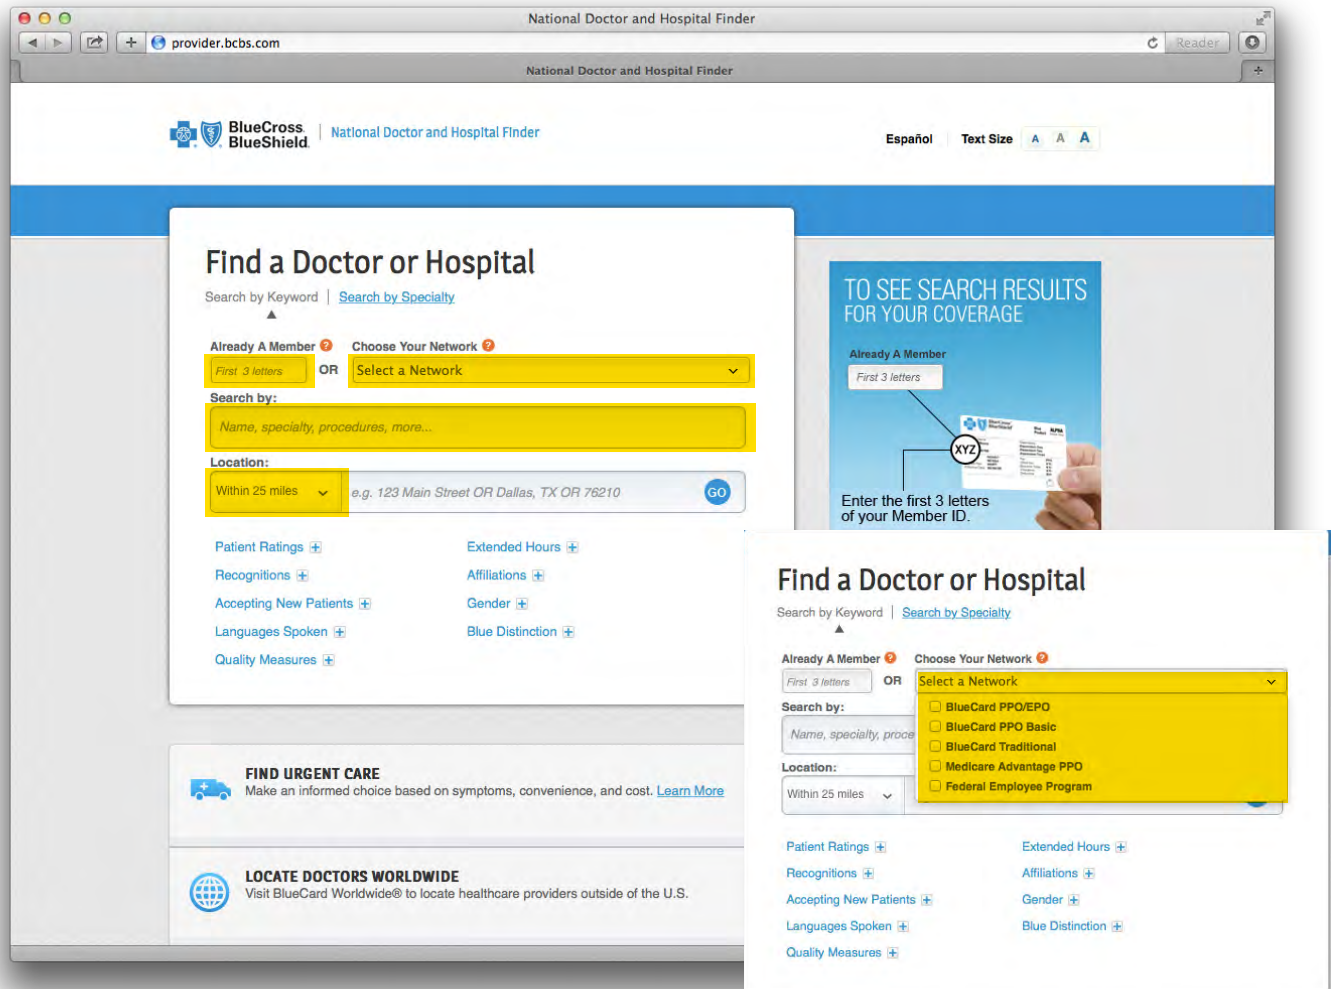 National Doctor and Hospital Finder
provider.bcbs.com
Reader
National Doctor and Hospital Finder
BlueCross
BlueShield
National Doctor and Hospital Finder
Español
Text Size A A A
Find a Doctor or Hospital
Search by Keyword | Search by Specialty
Already A Member ?
Choose Your Network ?
First 3 letters
OR
Select a Network
Search by:
Name, specialty, procedures, more...
Location:
Within 25 miles
e.g. 123 Main Street OR Dallas, TX OR 76210
GO
Patient Ratings +
Extended Hours +
Recognitions +
Affiliations +
Accepting New Patients +
Gender +
Languages Spoken +
Blue Distinction +
Quality Measures +
TO SEE SEARCH RESULTS
FOR YOUR COVERAGE
Already A Member
First 3 letters
BlueCross
BlueShield
ALPHA
XYZ
Enter the first 3 letters
of your Member ID.
FIND URGENT CARE
Make an informed choice based on symptoms, convenience, and cost. Learn More
LOCATE DOCTORS WORLDWIDE
Visit BlueCard Worldwide® to locate healthcare providers outside of the U.S.
Find a Doctor or Hospital
Search by Keyword | Search by Specialty
Already A Member ?
Choose Your Network ?
First 3 letters
OR
Select a Network
BlueCard PPO/EPO
BlueCard PPO Basic
BlueCard Traditional
Medicare Advantage PPO
Federal Employee Program
Search by:
Name, specialty, proce
Location:
Within 25 miles
Patient Ratings +
Extended Hours +
Recognitions +
Affiliations +
Accepting New Patients +
Gender +
Languages Spoken +
Blue Distinction +
Quality Measures +